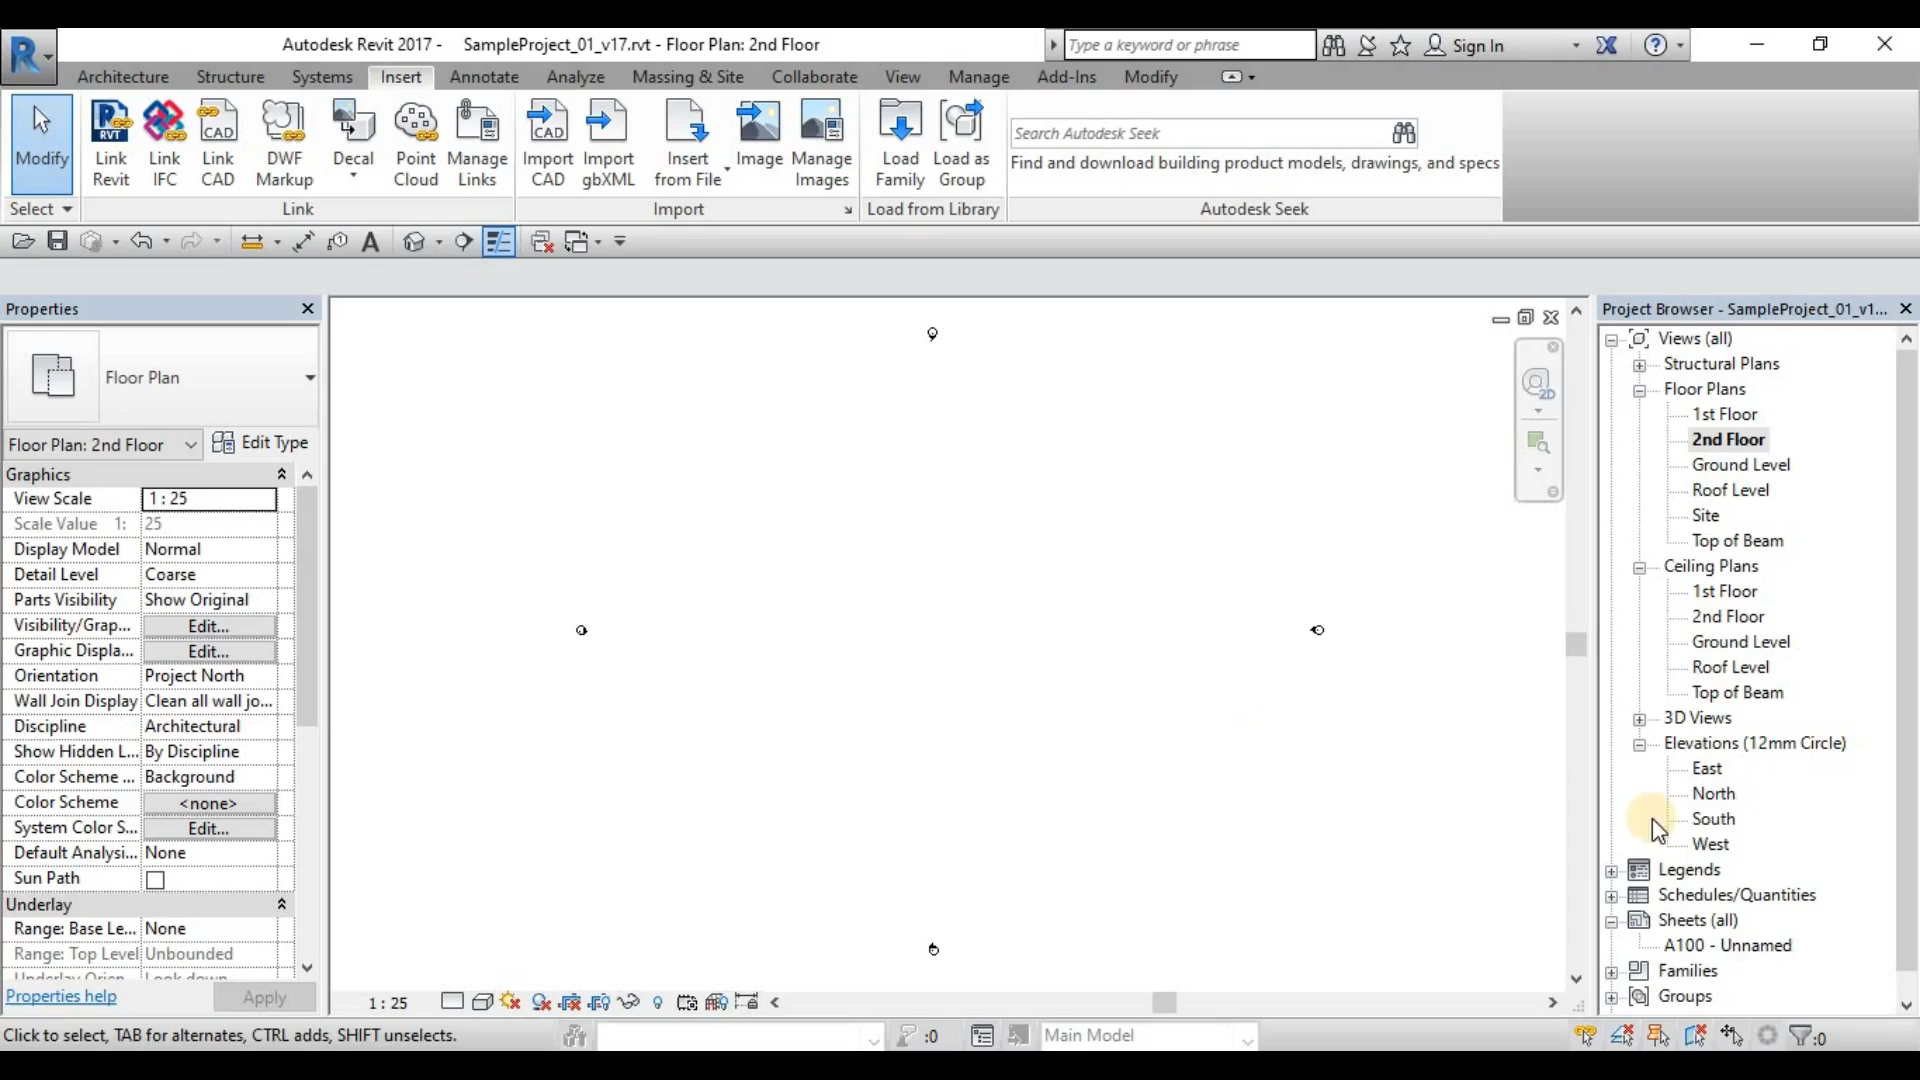 Autodesk Revit 2017 - SampleProject_01_v17.rvt - Floor Plan: 2nd Floor
Type a keyword or phrase
Sign In
Architecture Structure Systems Insert Annotate Analyze Massing & Site Collaborate View Manage Add-Ins Modify
Modify
Link Revit
Link IFC
Link CAD
DWF Markup
Decal
Point Cloud
Manage Links
Import CAD
Import gbXML
Insert from File
Image
Manage Images
Load Family
Load as Group
Search Autodesk Seek
Find and download building product models, drawings, and specs
Select
Link
Import
Load from Library
Autodesk Seek
Properties
Floor Plan
Floor Plan: 2nd Floor
Edit Type
Graphics
View Scale 1 : 25
Scale Value 1: 25
Display Model Normal
Detail Level Coarse
Parts Visibility Show Original
Visibility/Grap... Edit...
Graphic Displa... Edit...
Orientation Project North
Wall Join Display Clean all wall jo...
Discipline Architectural
Show Hidden L... By Discipline
Color Scheme ... Background
Color Scheme <none>
System Color S... Edit...
Default Analysi... None
Sun Path
Underlay
Range: Base Le... None
Range: Top Level Unbounded
Underlay Orien... Look down
Properties help
Apply
2D
1 : 25
Project Browser - SampleProject_01_v1...
Views (all)
Structural Plans
Floor Plans
1st Floor
2nd Floor
Ground Level
Roof Level
Site
Top of Beam
Ceiling Plans
1st Floor
2nd Floor
Ground Level
Roof Level
Top of Beam
3D Views
Elevations (12mm Circle)
East
North
South
West
Legends
Schedules/Quantities
Sheets (all)
A100 - Unnamed
Families
Groups
Click to select, TAB for alternates, CTRL adds, SHIFT unselects.
:0
Main Model
:0